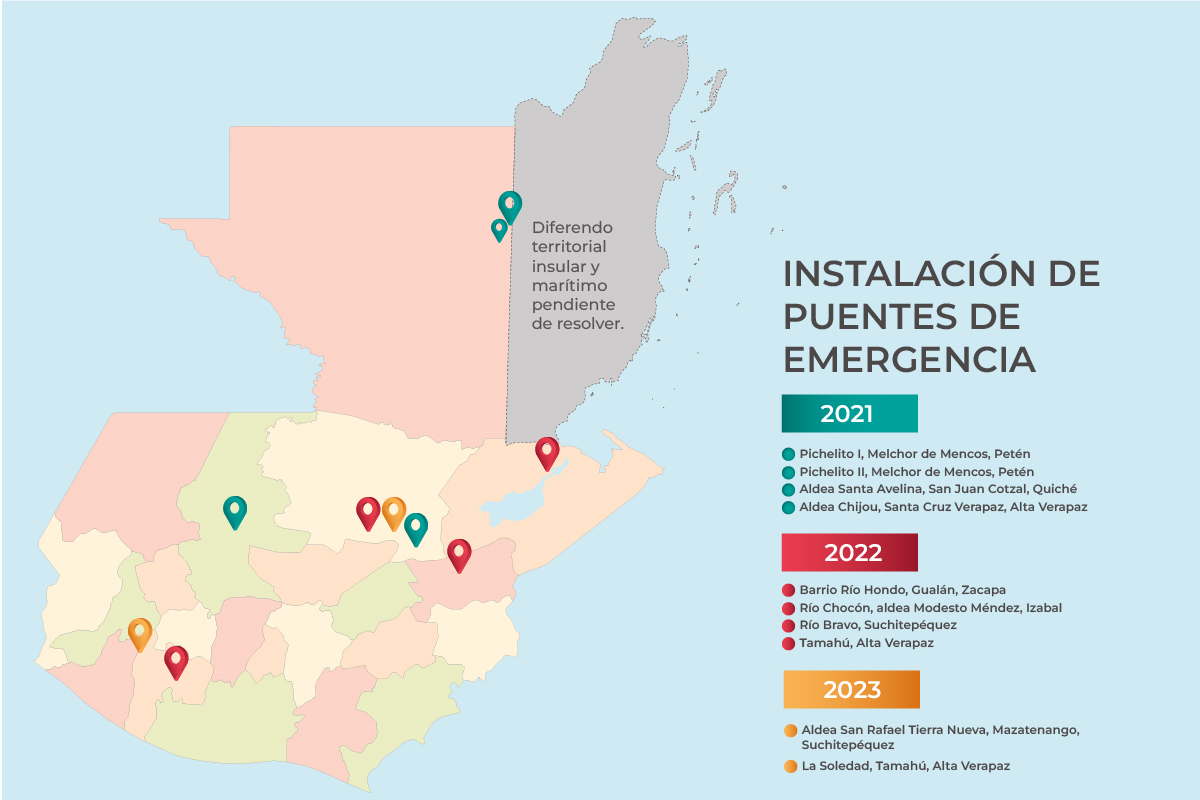 Diferendo
territorial
insular y
marítimo
pendiente
de resolver.
INSTALACIÓN DE
PUENTES DE
EMERGENCIA
2021
Pichelito I, Melchor de Mencos, Petén
Pichelito II, Melchor de Mencos, Petén
Aldea Santa Avelina, San Juan Cotzal, Quiché
Aldea Chijou, Santa Cruz Verapaz, Alta Verapaz
2022
Barrio Río Hondo, Gualán, Zacapa
Río Chocón, aldea Modesto Méndez, Izabal
Río Bravo, Suchitepéquez
Tamahú, Alta Verapaz
2023
Aldea San Rafael Tierra Nueva, Mazatenango,
Suchitepéquez
La Soledad, Tamahú, Alta Verapaz